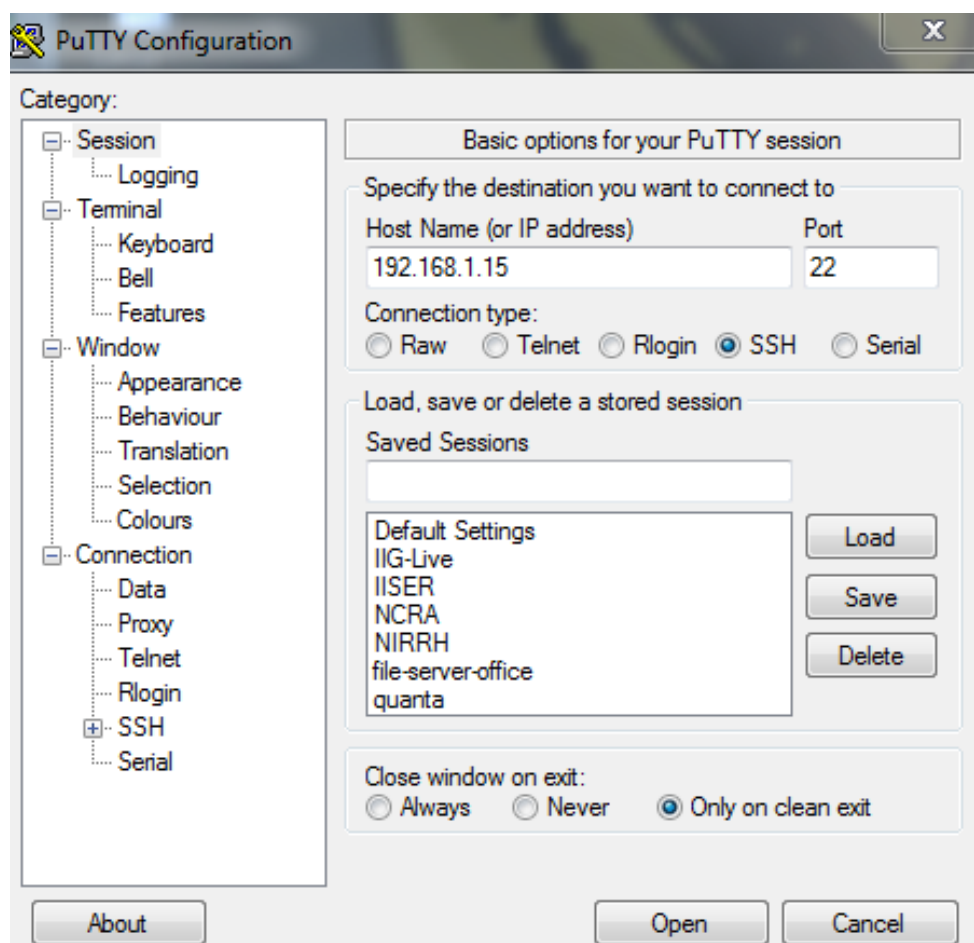 PuTTY Configuration
x
Category:
Session
Logging
Terminal
Keyboard
Bell
Features
Window
Appearance
Behaviour
Translation
Selection
Colours
Connection
Data
Proxy
Telnet
Rlogin
SSH
Serial
Basic options for your PuTTY session
Specify the destination you want to connect to
Host Name (or IP address) Port
192.168.1.15 22
Connection type:
Raw Telnet Rlogin SSH Serial
Load, save or delete a stored session
Saved Sessions
Default Settings
IIG-Live
IISER
NCRA
NIRRH
file-server-office
quanta
Load
Save
Delete
Close window on exit:
Always Never Only on clean exit
About Open Cancel